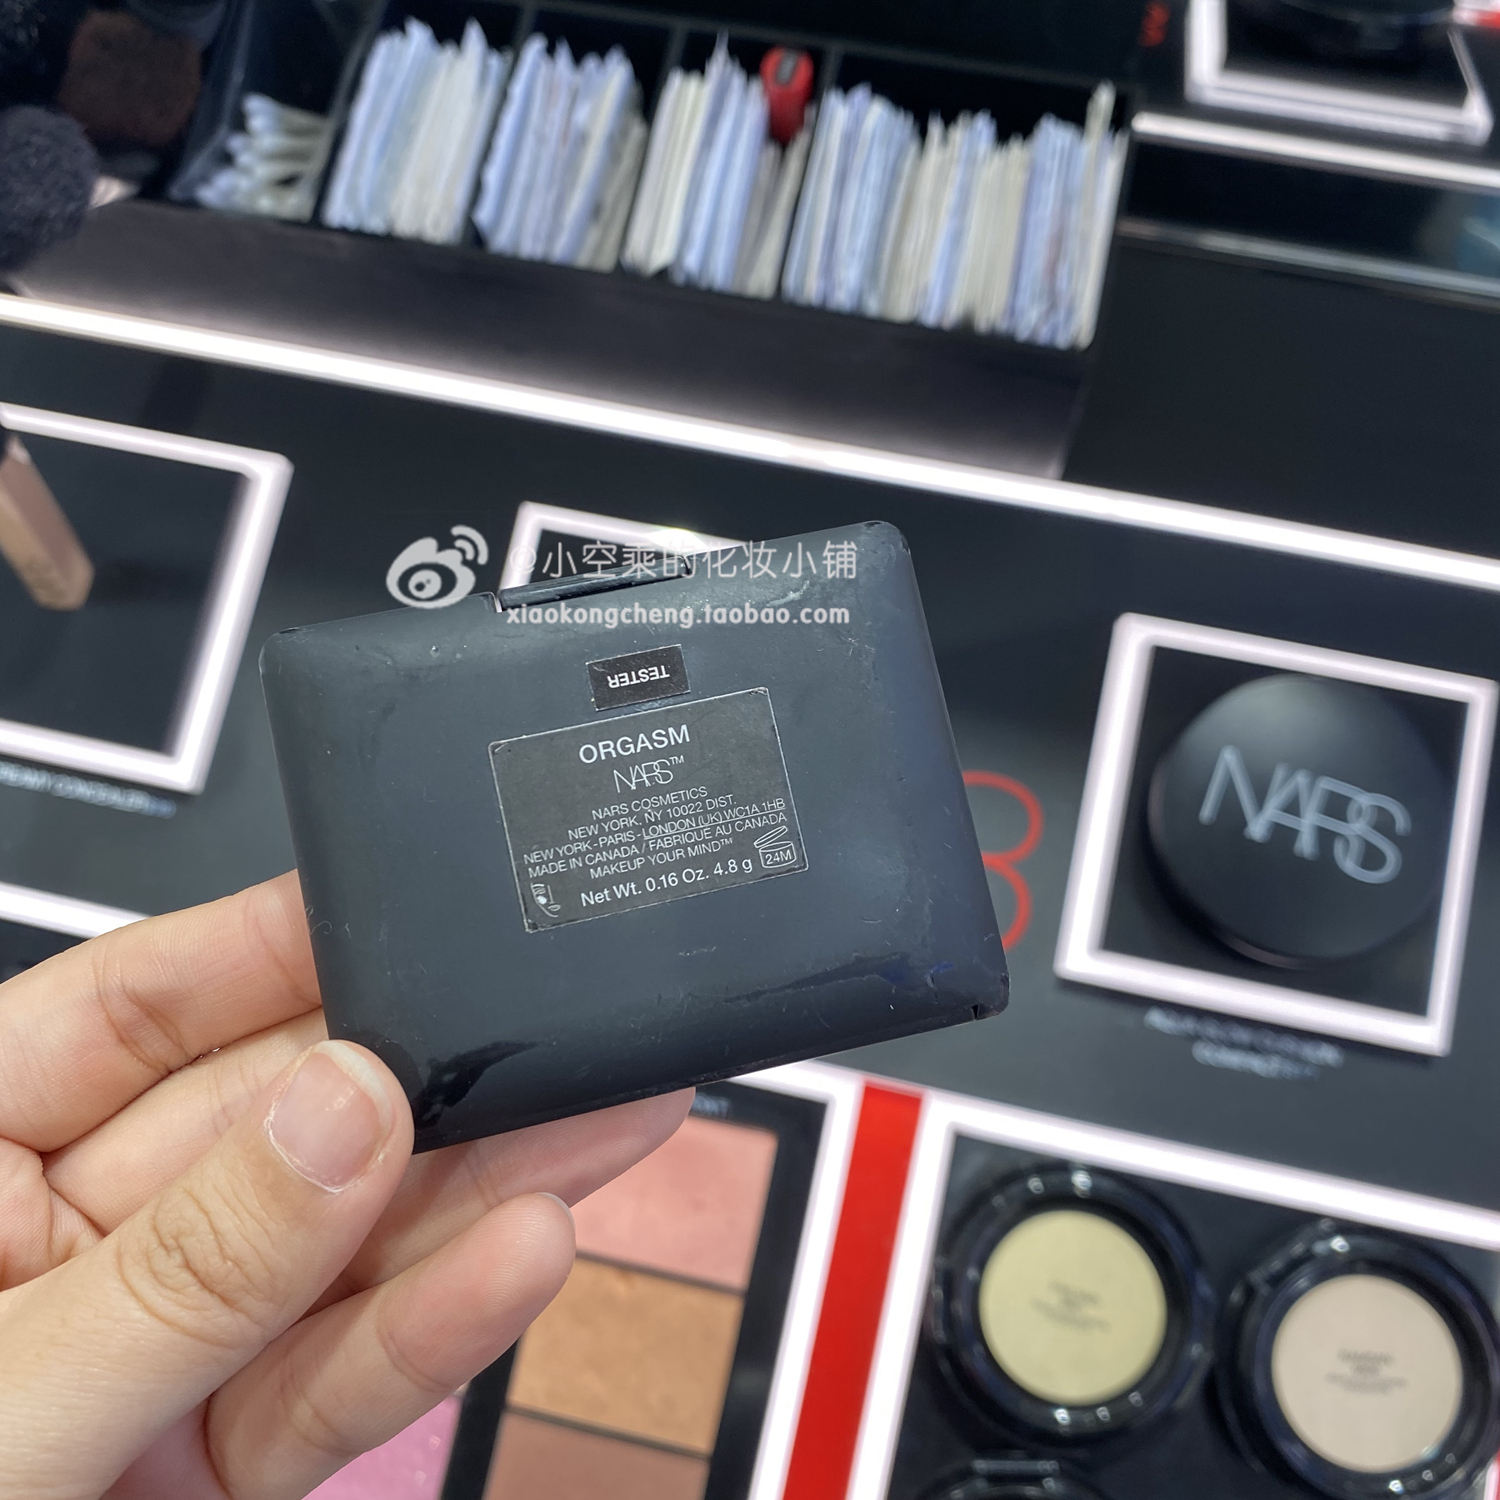 @小空乘的化妆小铺
xiaokongcheng.taobao.com
TESTER
ORGASM
NARS™
NARS COSMETICS
NEW YORK, NY 10022 DIST.
NEW YORK-PARIS-LONDON (UK) WC1A 1HB
MADE IN CANADA / FABRIQUE AU CANADA
MAKEUP YOUR MIND™
Net Wt. 0.16 Oz. 4.8 g
24M
NARS